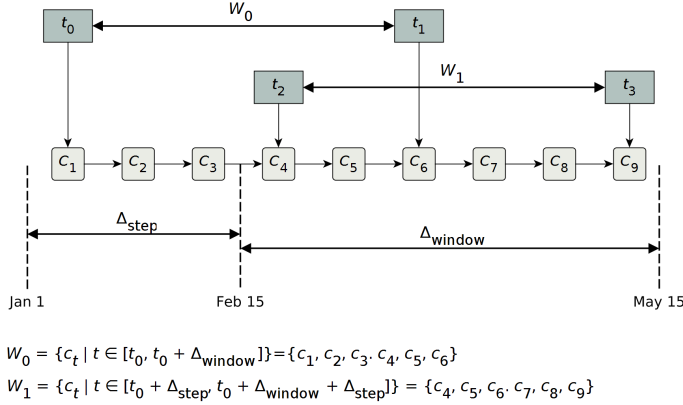 W₀
t₀ t₁
W₁
t₂ t₃
C₁ C₂ C₃ C₄ C₅ C₆ C₇ C₈ C₉
Δstep
Δwindow
Jan 1 Feb 15 May 15
W₀ = {cₜ | t ∈ [t₀, t₀ + Δwindow]}={c₁, c₂, c₃. c₄, c₅, c₆}
W₁ = {cₜ | t ∈ [t₀ + Δstep, t₀ + Δwindow + Δstep]} = {c₄, c₅, c₆. c₇, c₈, c₉}